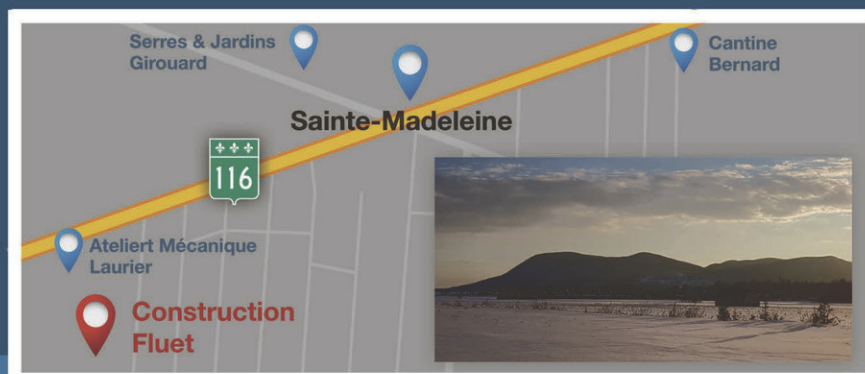 Serres & Jardins
Girouard
Cantine
Bernard
Sainte-Madeleine
116
Ateliert Mécanique
Laurier
Construction
Fluet